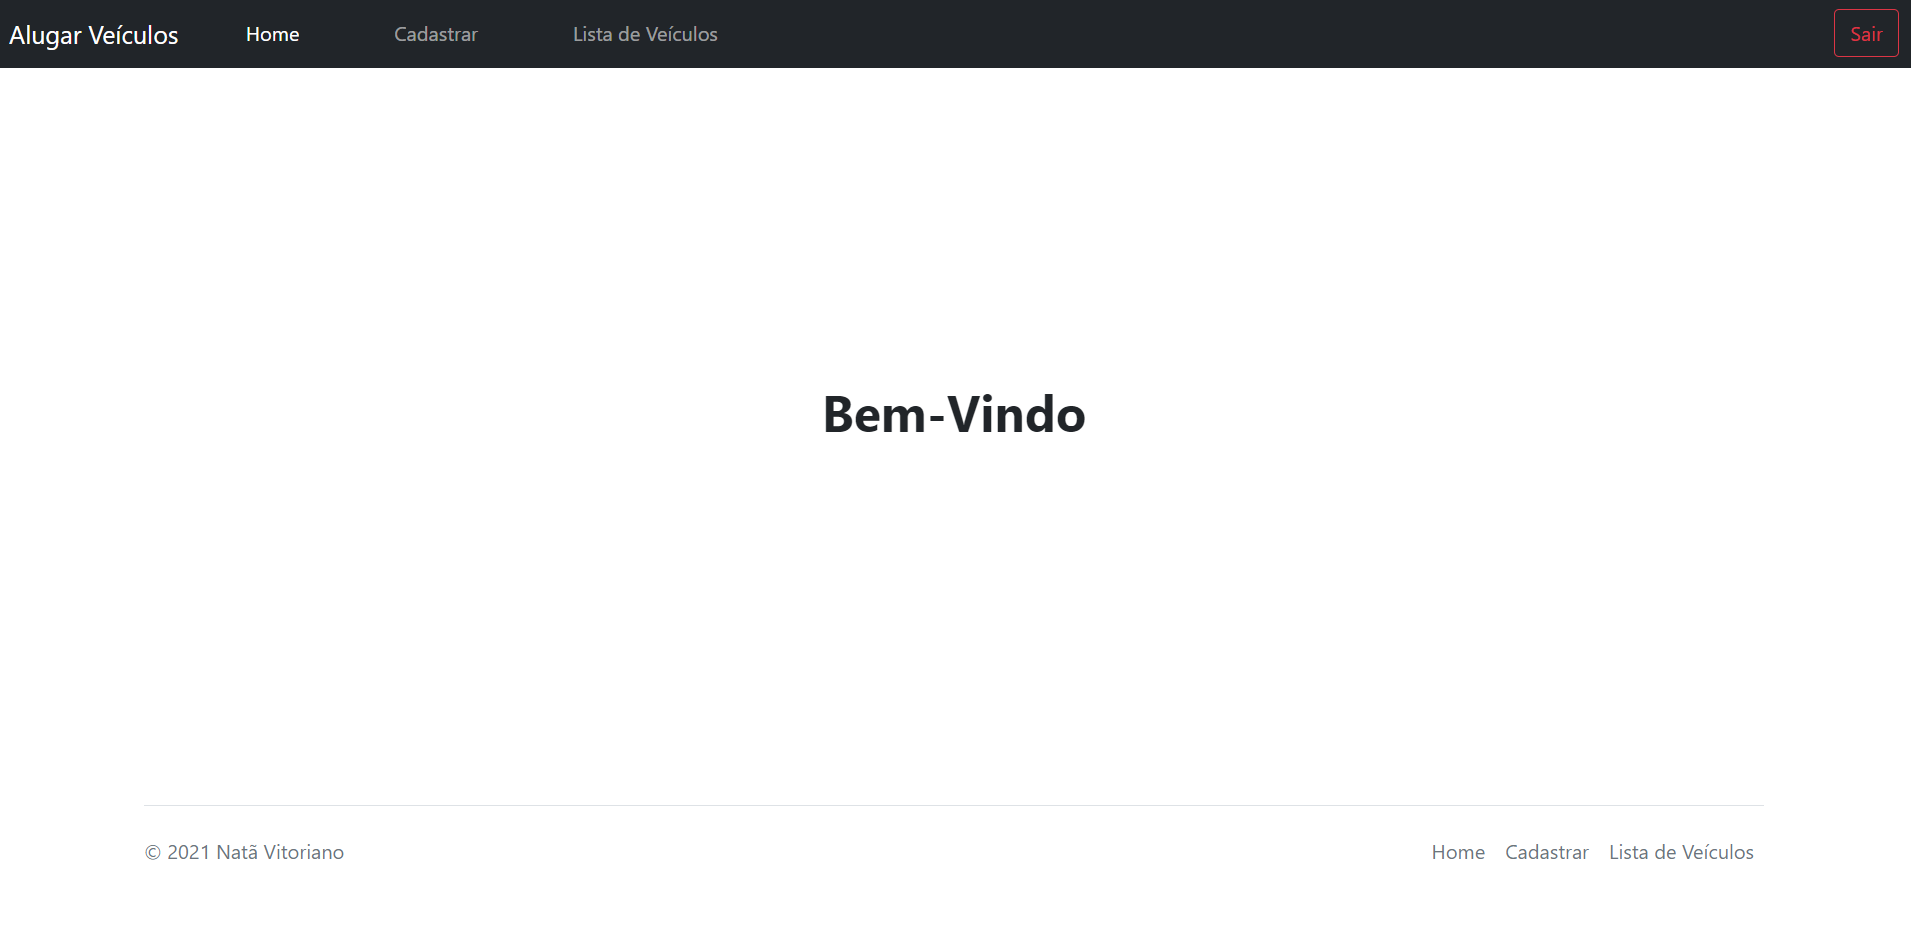 Alugar Veículos Home Cadastrar Lista de Veículos Sair
Bem-Vindo
© 2021 Natã Vitoriano Home Cadastrar Lista de Veículos